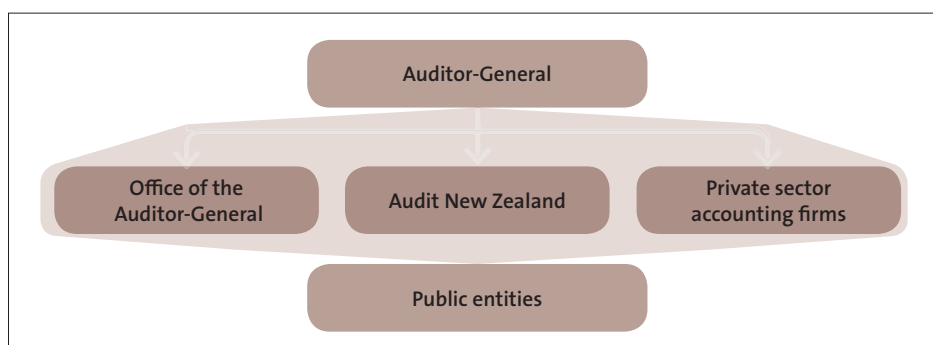 Auditor-General
Office of the
Auditor-General
Audit New Zealand
Private sector
accounting firms
Public entities